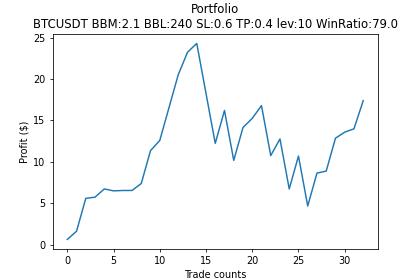 Portfolio
BTCUSDT BBM:2.1 BBL:240 SL:0.6 TP:0.4 lev:10 WinRatio:79.0
25
20
15
10
5
0
Profit ($)
0 5 10 15 20 25 30
Trade counts